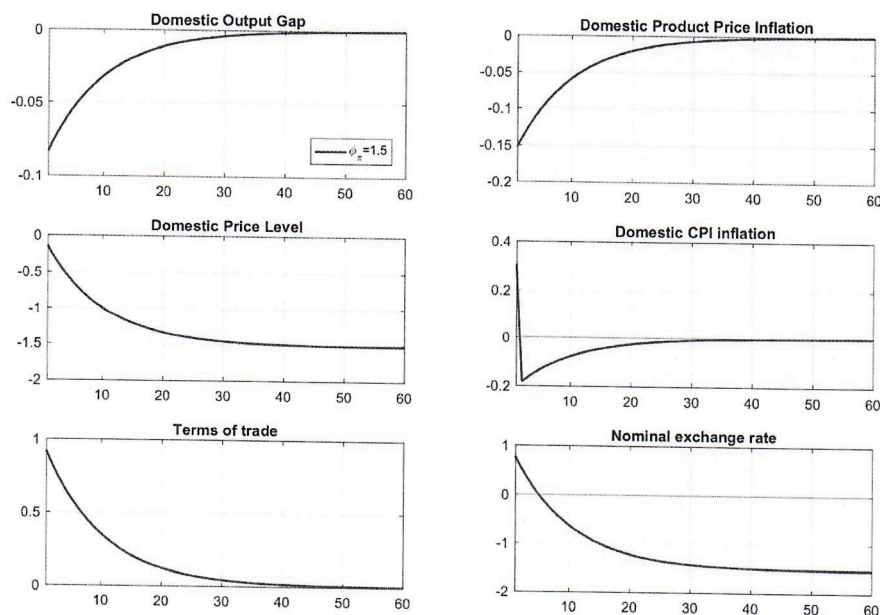 Domestic Output Gap
0
-0.05
-0.1
ϕπ=1.5
10 20 30 40 50 60
Domestic Product Price Inflation
0
-0.05
-0.1
-0.15
-0.2
10 20 30 40 50 60
Domestic Price Level
0
-0.5
-1
-1.5
-2
10 20 30 40 50 60
Domestic CPI inflation
0.4
0.2
0
-0.2
10 20 30 40 50 60
Terms of trade
1
0.5
0
10 20 30 40 50 60
Nominal exchange rate
1
0
-1
-2
10 20 30 40 50 60